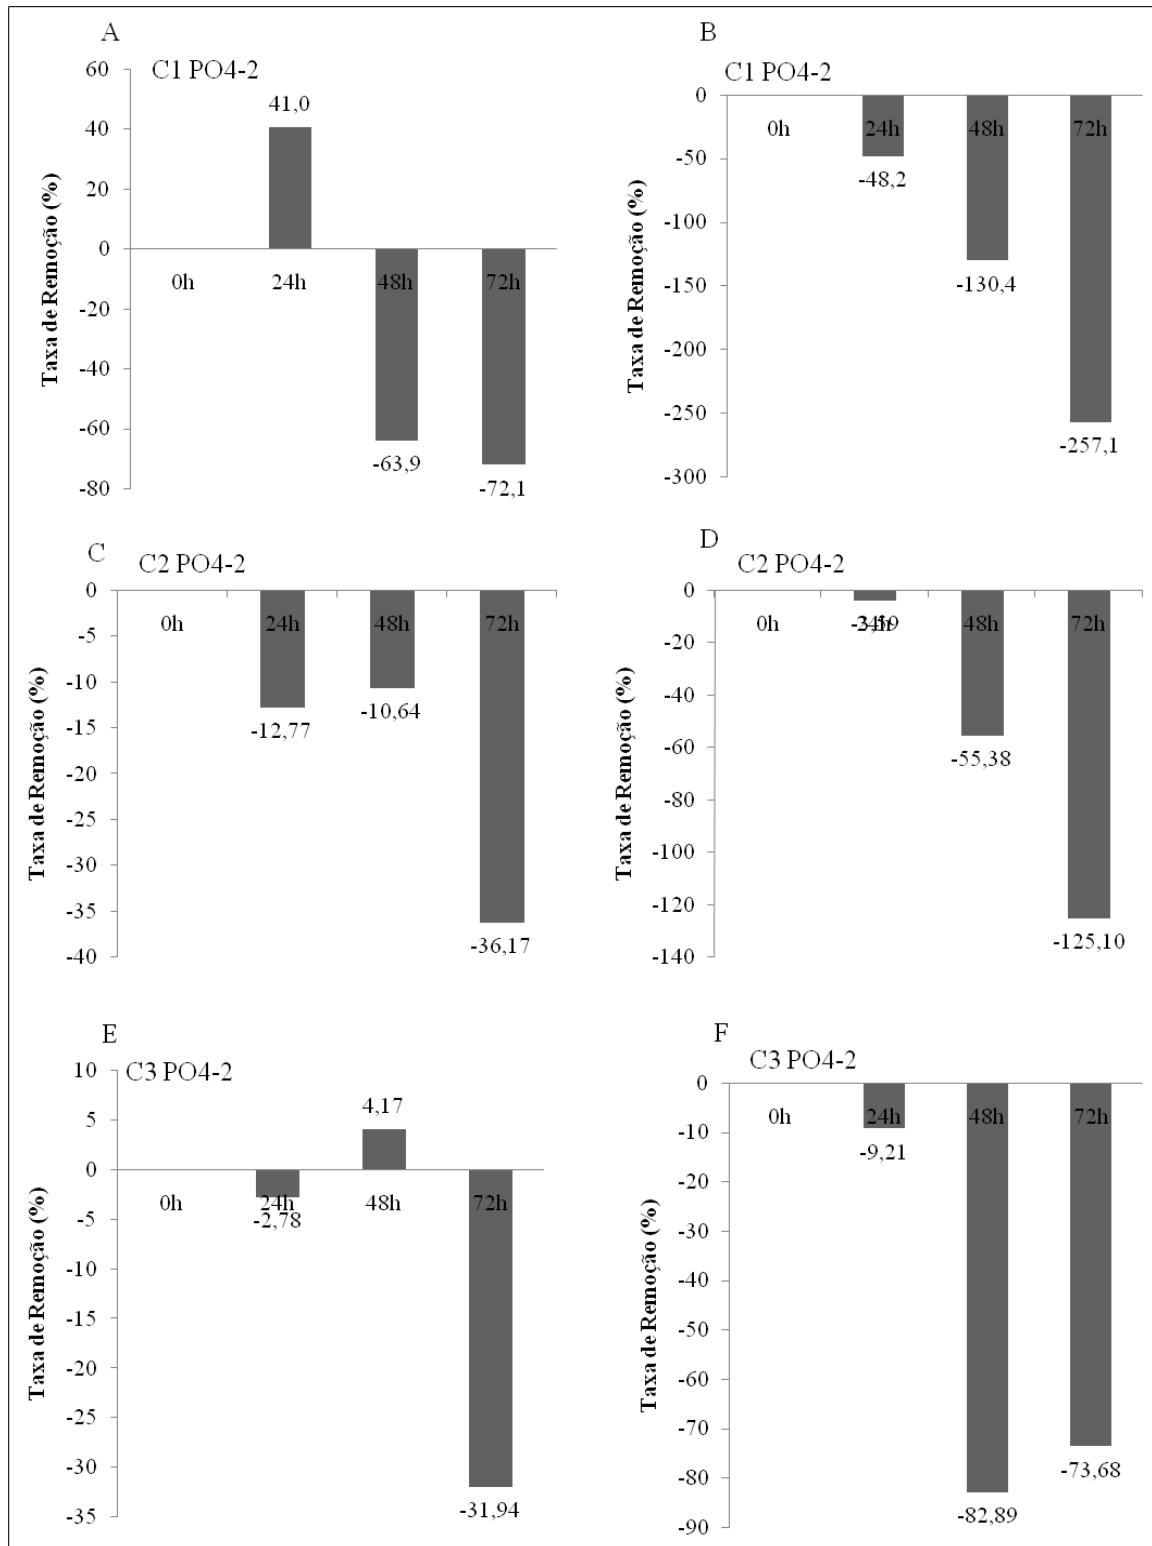 A
C1 PO4-2
Taxa de Remoção (%)
60
40
20
0
-20
-40
-60
-80
0h
24h
48h
72h
41,0
-63,9
-72,1
B
C1 PO4-2
Taxa de Remoção (%)
0
-50
-100
-150
-200
-250
-300
0h
24h
48h
72h
-48,2
-130,4
-257,1
C
C2 PO4-2
Taxa de Remoção (%)
0
-5
-10
-15
-20
-25
-30
-35
-40
0h
24h
48h
72h
-12,77
-10,64
-36,17
D
C2 PO4-2
Taxa de Remoção (%)
0
-20
-40
-60
-80
-100
-120
-140
0h
24h
48h
72h
-55,38
-125,10
E
C3 PO4-2
Taxa de Remoção (%)
10
5
0
-5
-10
-15
-20
-25
-30
-35
0h
24h
48h
72h
-2,78
4,17
-31,94
F
C3 PO4-2
Taxa de Remoção (%)
0
-10
-20
-30
-40
-50
-60
-70
-80
-90
0h
24h
48h
72h
-9,21
-82,89
-73,68